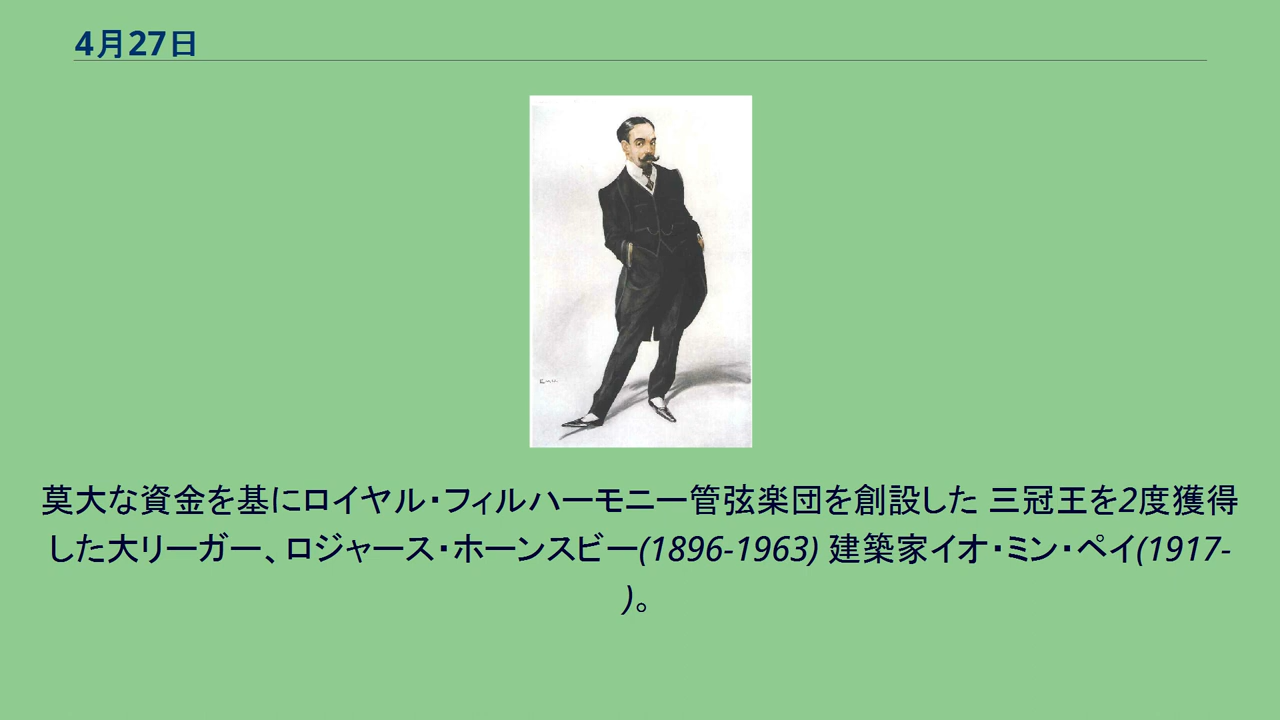 4月27日
莫大な資金を基にロイヤル・フィルハーモニー管弦楽団を創設した 三冠王を2度獲得
した大リーガー、ロジャース・ホーンスビー(1896-1963) 建築家イオ・ミン・ペイ(1917-
)。